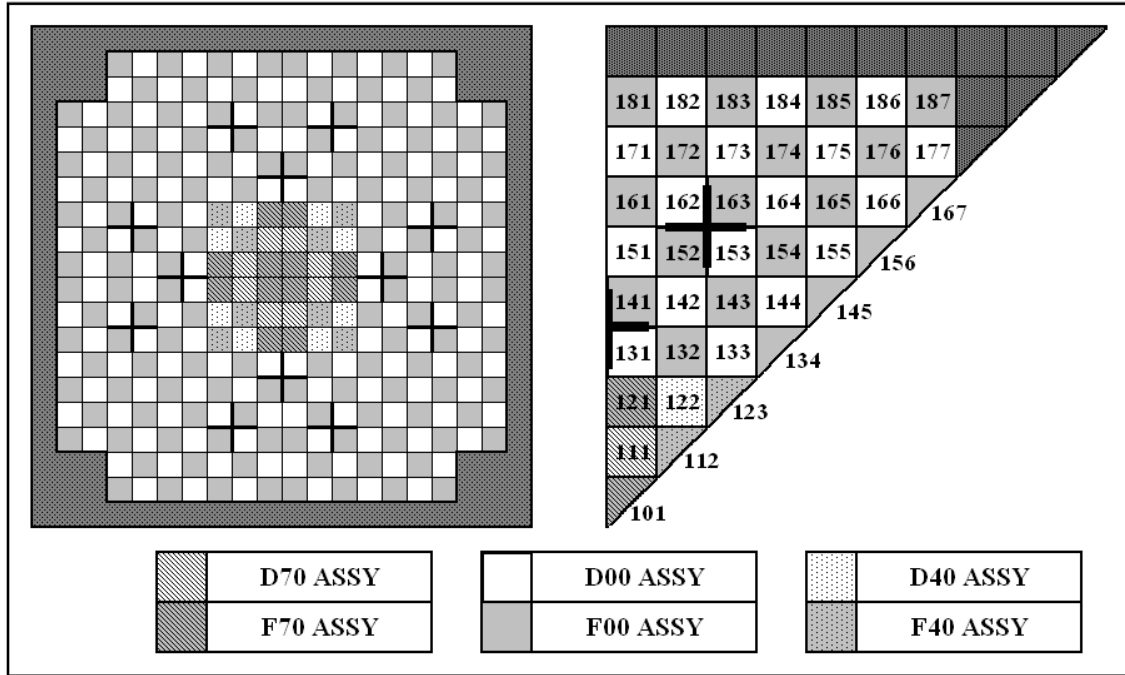 181 182 183 184 185 186 187
171 172 173 174 175 176 177
161 162 163 164 165 166 167
151 152 153 154 155 156
141 142 143 144 145
131 132 133 134
121 122 123
111 112
101
D70 ASSY D00 ASSY D40 ASSY
F70 ASSY F00 ASSY F40 ASSY